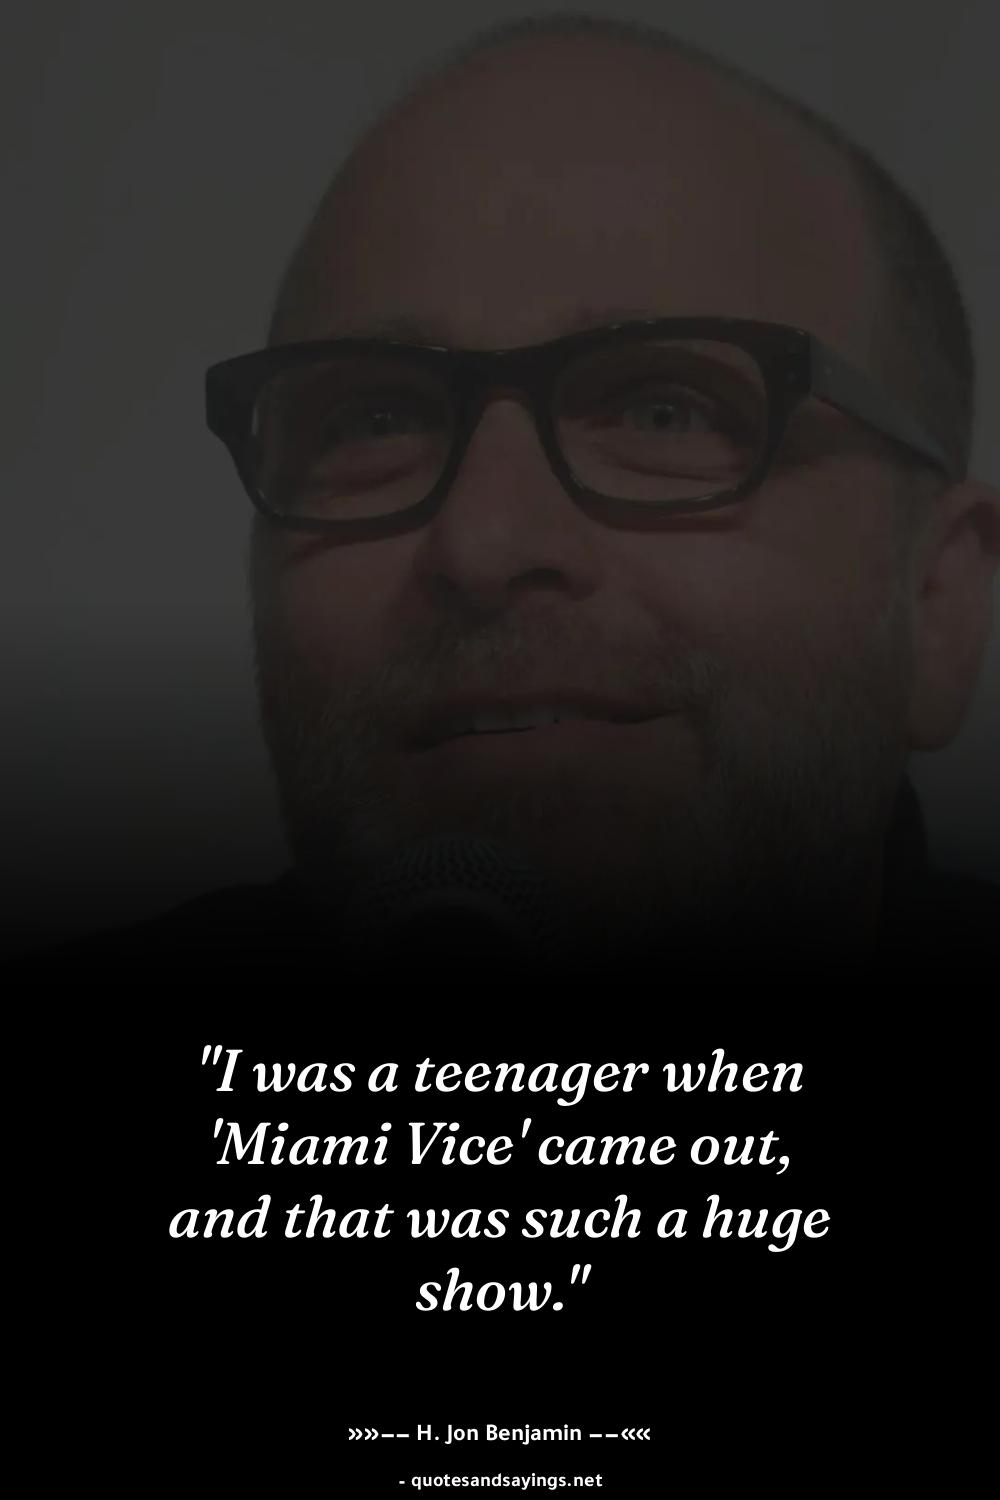 "I was a teenager when
'Miami Vice' came out,
and that was such a huge
show."
»»–– H. Jon Benjamin ––««
- quotesandsayings.net